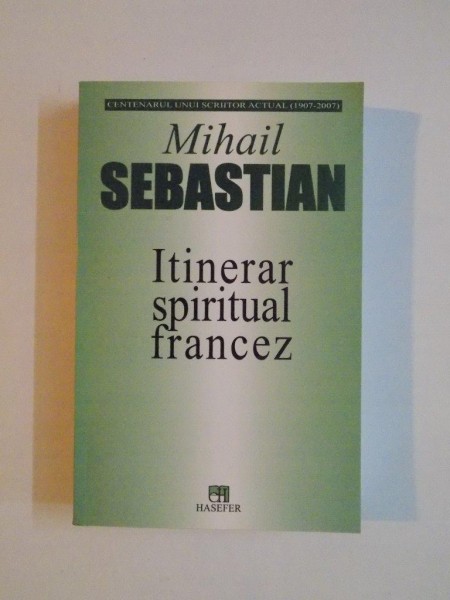 CENTENARUL UNUI SCRIITOR ACTUAL (1907-2007)
Mihail
SEBASTIAN
Itinerar
spiritual
francez
HASEFER